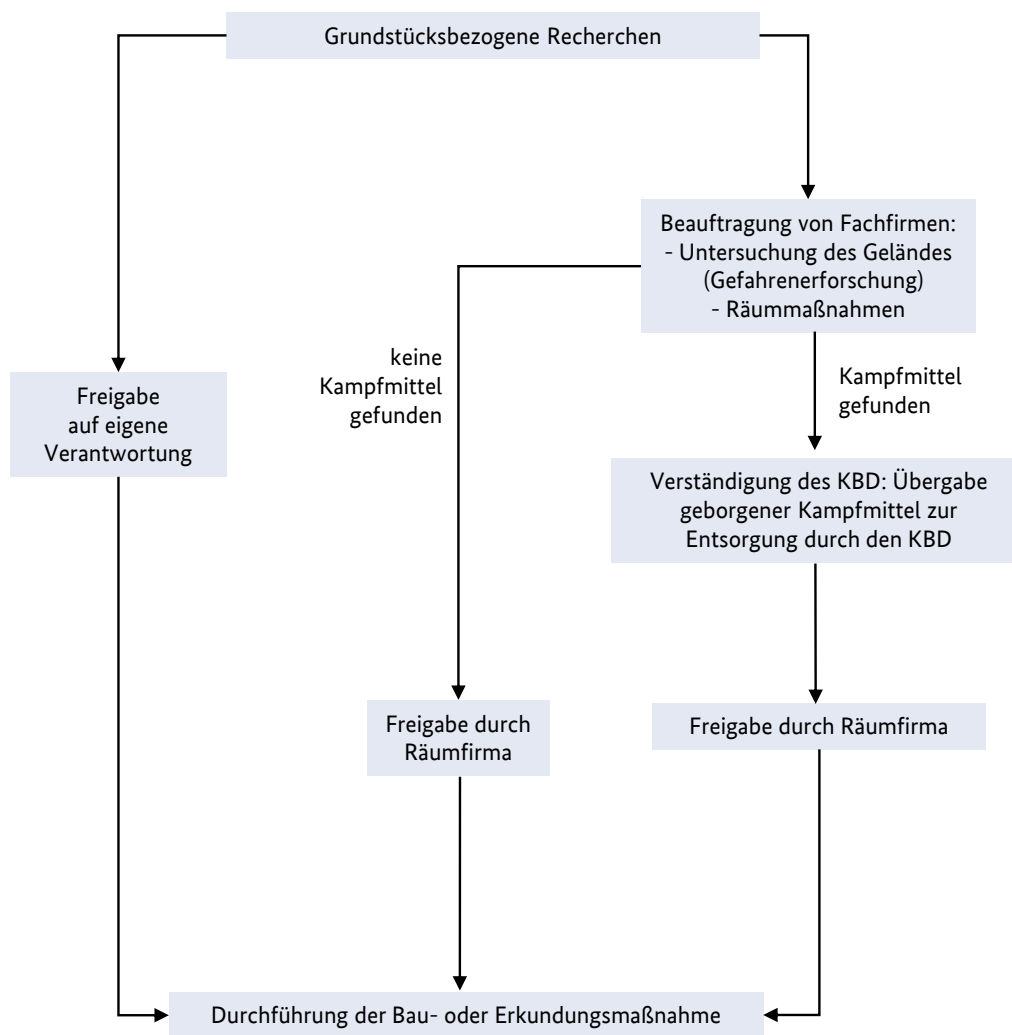 Grundstücksbezogene Recherchen
Beauftragung von Fachfirmen:
- Untersuchung des Geländes
(Gefahrenerforschung)
- Räummaßnahmen
keine
Kampfmittel
gefunden
Kampfmittel
gefunden
Freigabe
auf eigene
Verantwortung
Verständigung des KBD: Übergabe
geborgener Kampfmittel zur
Entsorgung durch den KBD
Freigabe durch
Räumfirma
Freigabe durch Räumfirma
Durchführung der Bau- oder Erkundungsmaßnahme